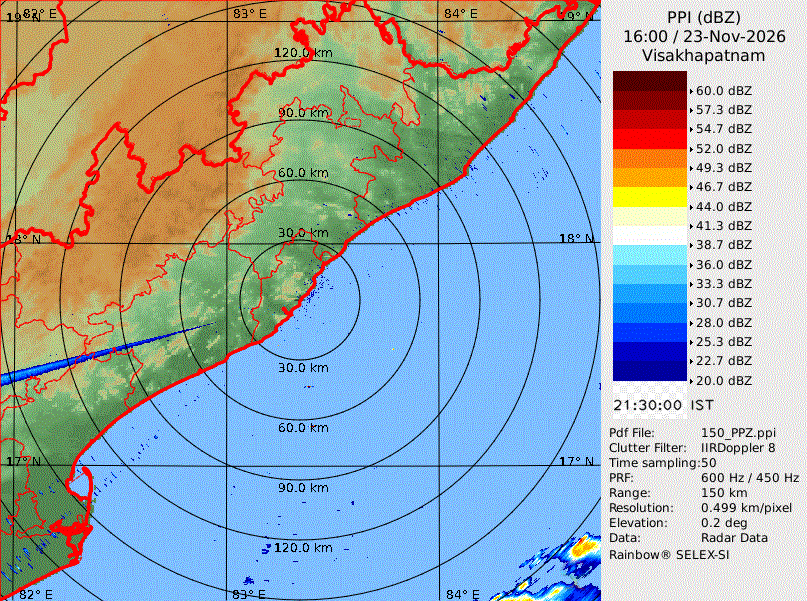 82° E
83° E
84° E
19° N
19° N
120.0 km
90.0 km
60.0 km
30.0 km
18° N
18° N
30.0 km
60.0 km
17° N
17° N
90.0 km
120.0 km
82° E
83° E
84° E
PPI (dBZ)
16:00 / 23-Nov-2026
Visakhapatnam
60.0 dBZ
57.3 dBZ
54.7 dBZ
52.0 dBZ
49.3 dBZ
46.7 dBZ
44.0 dBZ
41.3 dBZ
38.7 dBZ
36.0 dBZ
33.3 dBZ
30.7 dBZ
28.0 dBZ
25.3 dBZ
22.7 dBZ
20.0 dBZ
21:30:00 IST
Pdf File: 150_PPZ.ppi
Clutter Filter: IIRDoppler 8
Time sampling:50
PRF: 600 Hz / 450 Hz
Range: 150 km
Resolution: 0.499 km/pixel
Elevation: 0.2 deg
Data: Radar Data
Rainbow® SELEX-SI